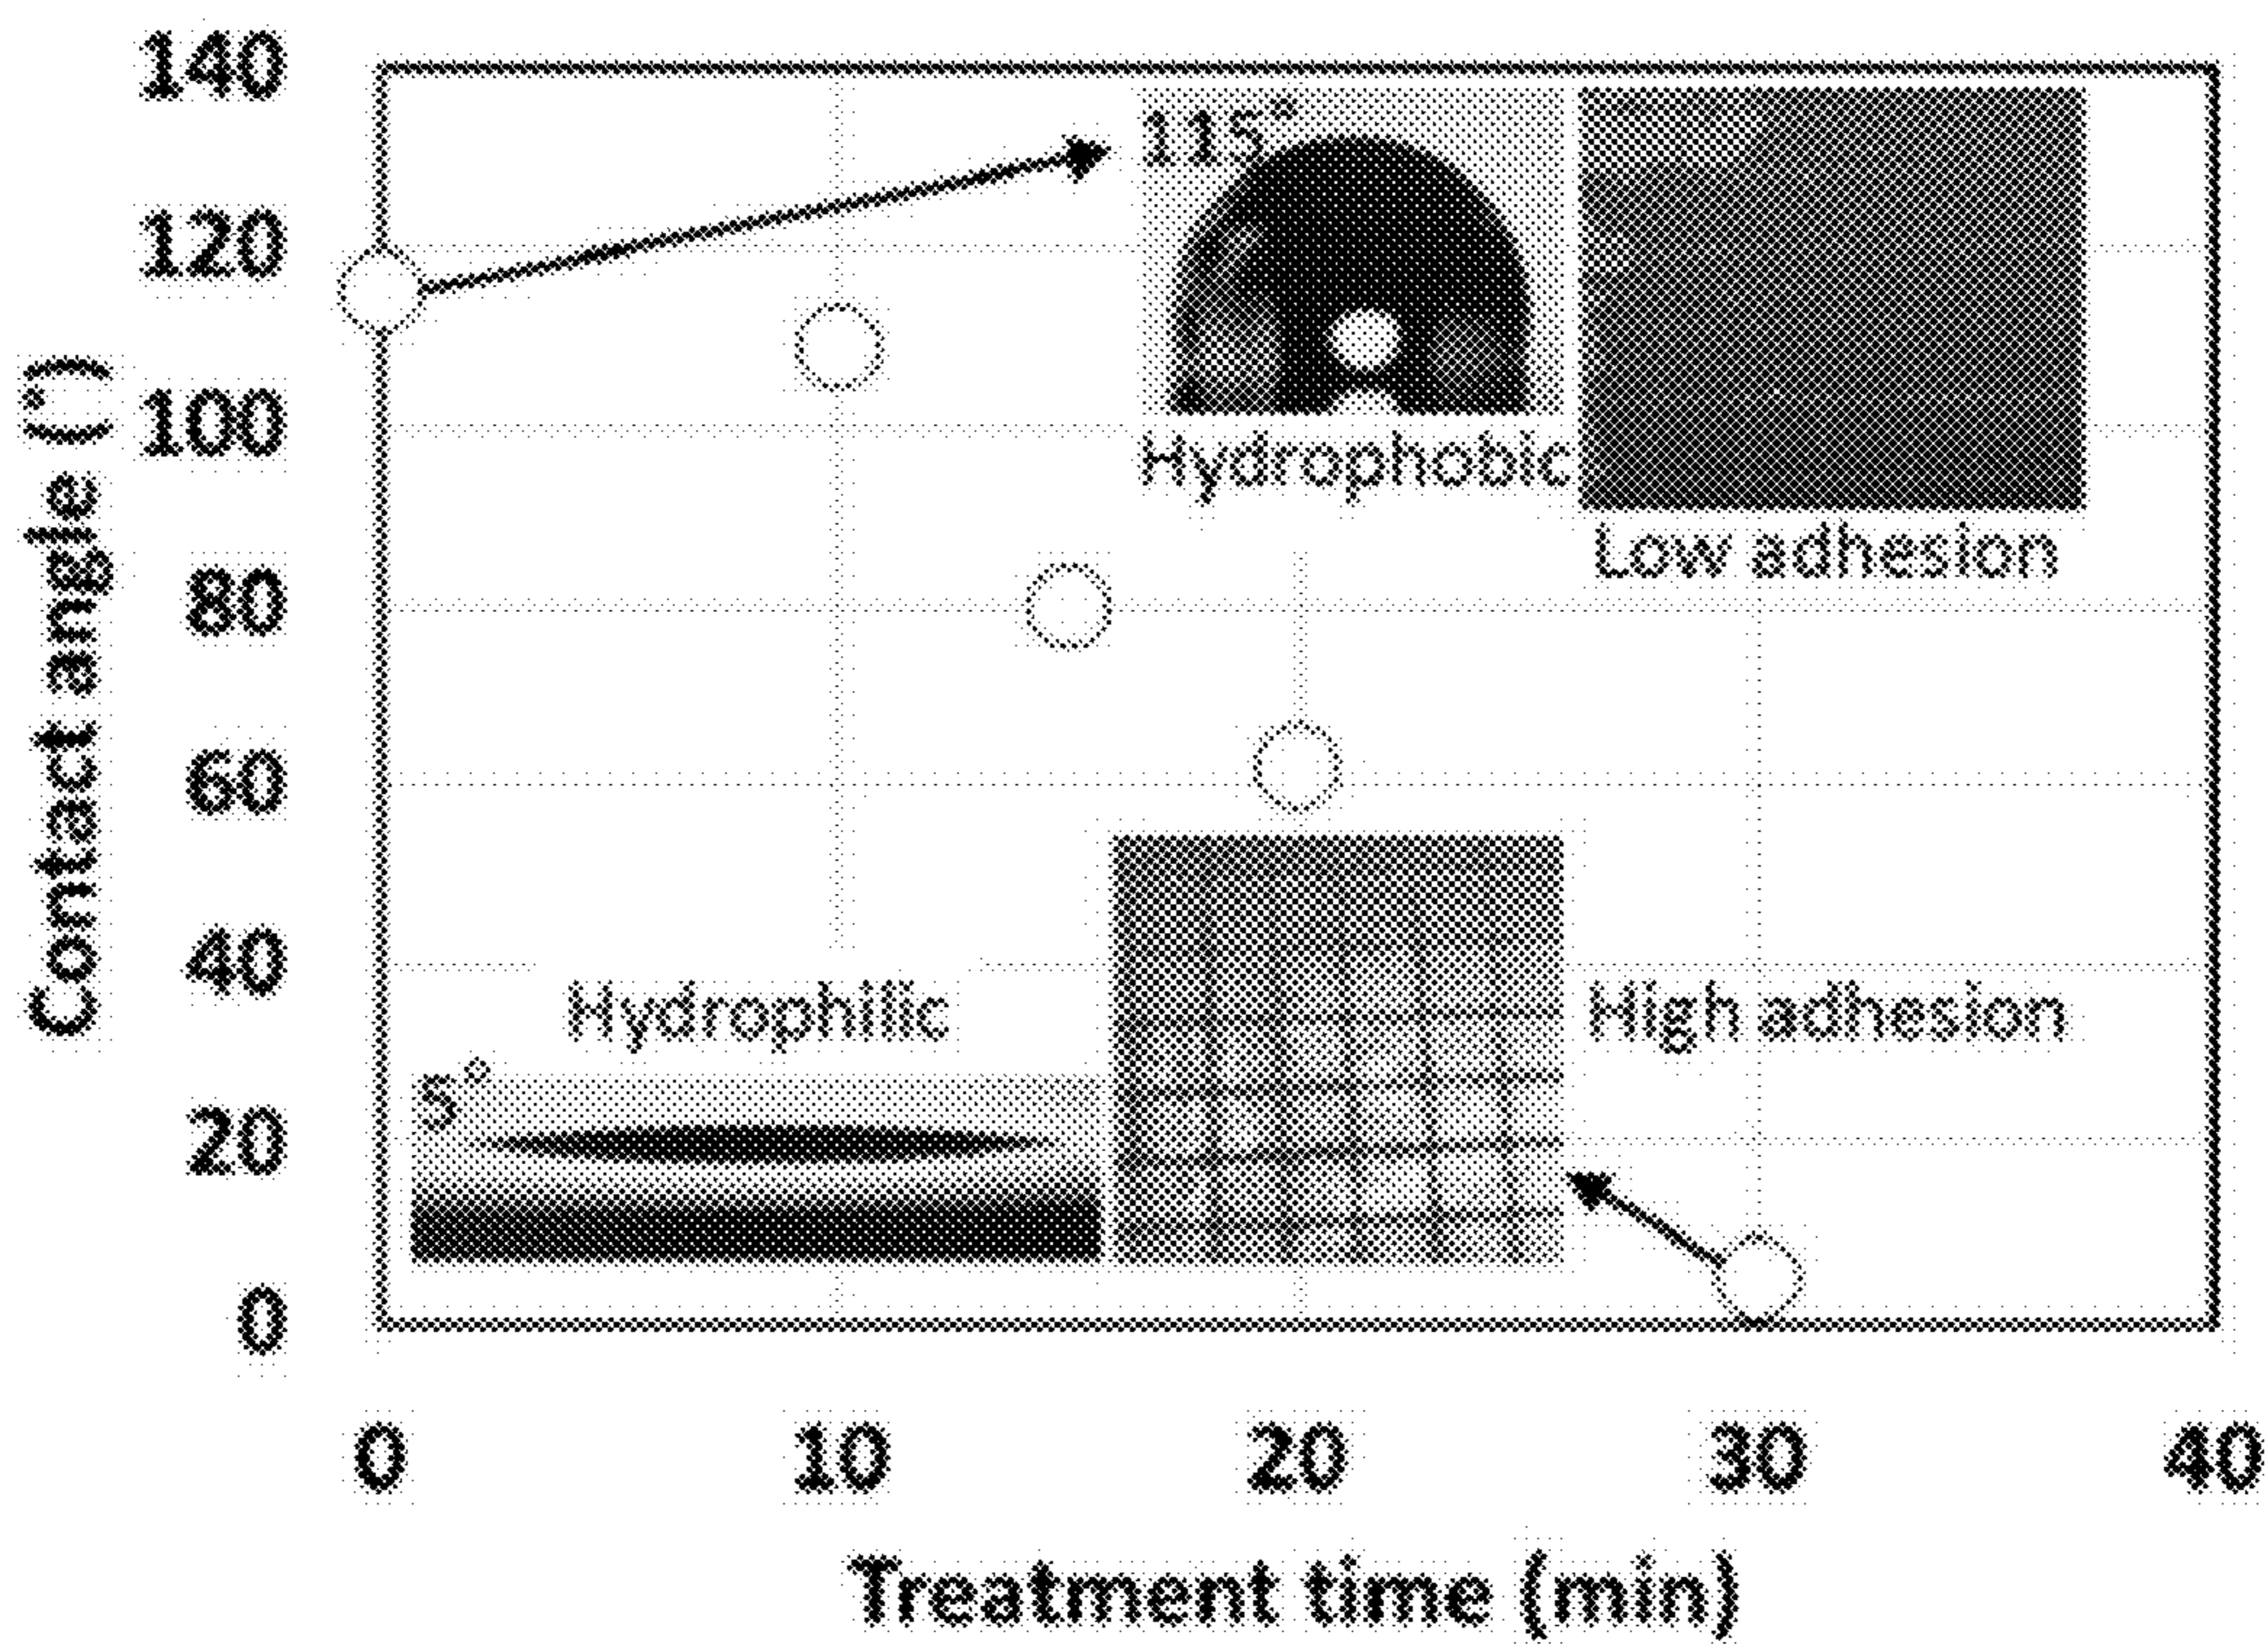 140
120
100
80
60
40
20
0
Contact angle (°)
115°
Hydrophobic
Low adhesion
Hydrophilic
5°
High adhesion
0 10 20 30 40
Treatment time (min)